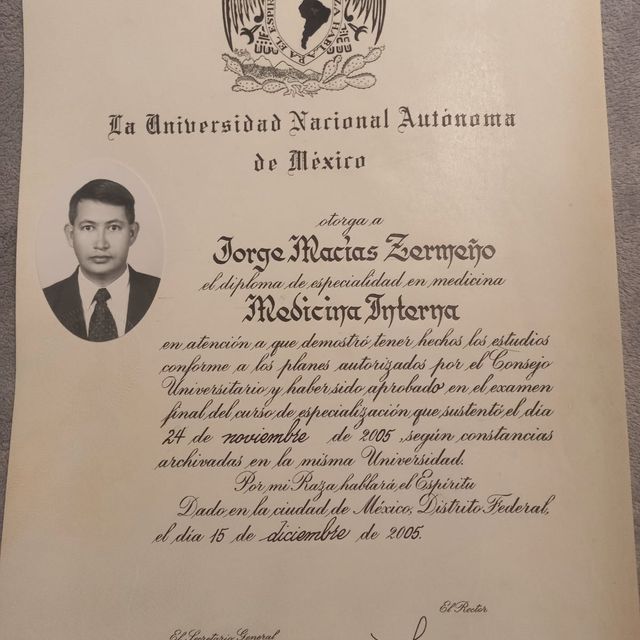 La Universidad Nacional Autónoma
de México
otorga a
Jorge Macías Zermeño
el diploma de especialidad en medicina
Medicina Interna
en atención a que demostró tener hechos los estudios
conforme a los planes autorizados por el Consejo
Universitario y haber sido aprobado en el examen
final del curso de especialización que sustentó el día
24 de noviembre de 2005, según constancias
archivadas en la misma Universidad.
Por mi Raza hablará el Espíritu
Dado en la ciudad de México, Distrito Federal,
el día 15 de diciembre de 2005.
El Rector
El Secretario General